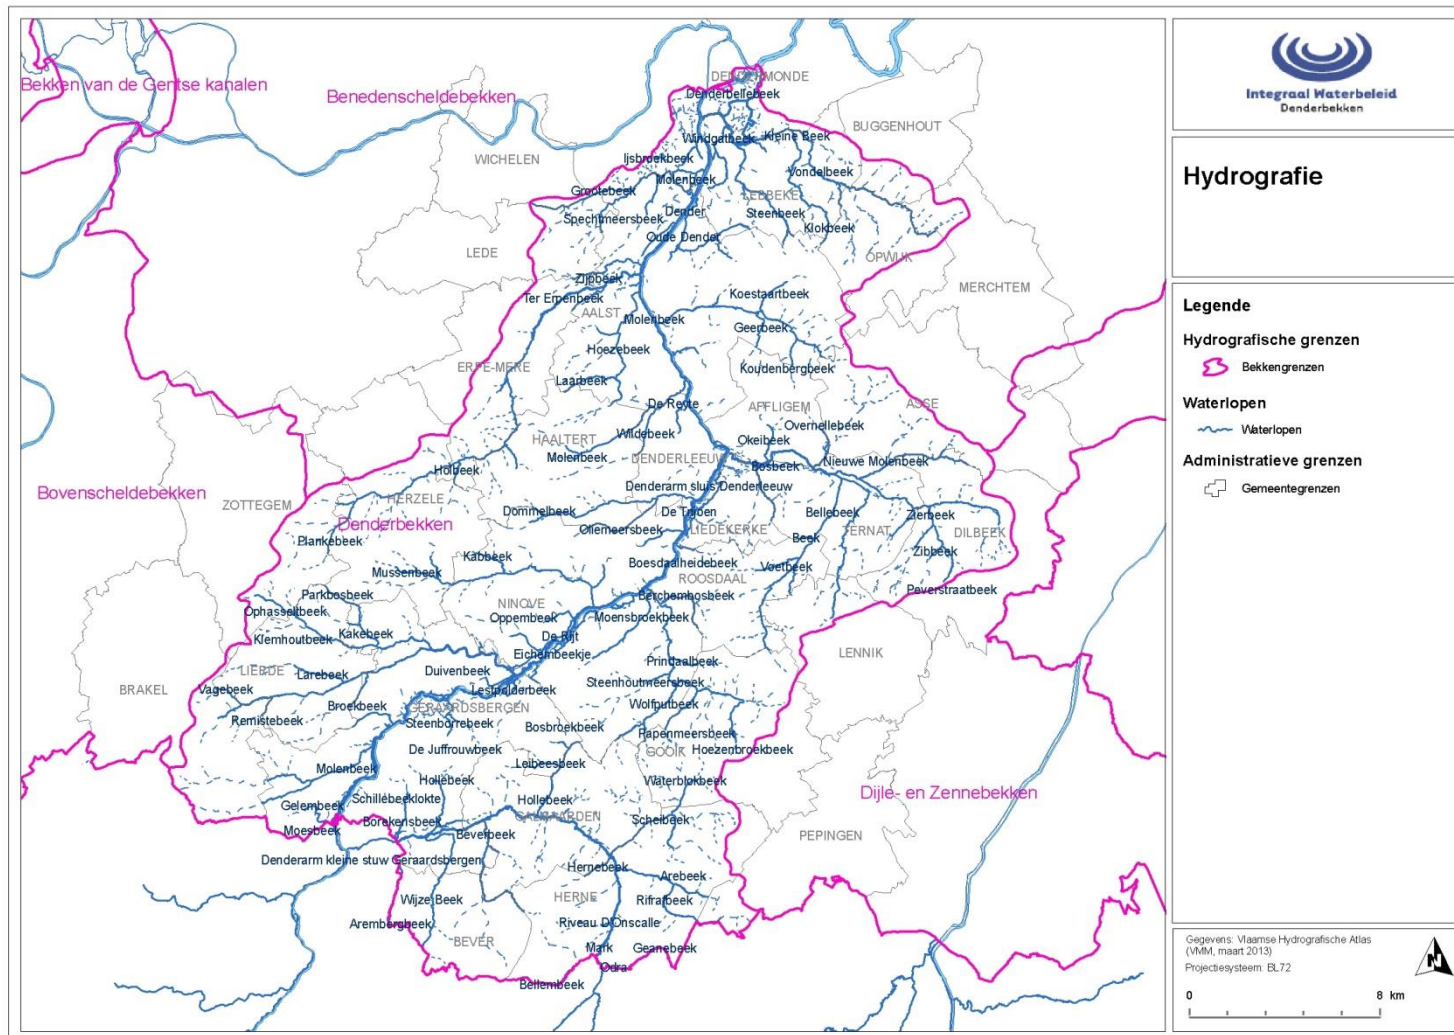 Bekken van de Gentse kanalen
Benedenscheldebekken
DENDERMONDE
Denderbellebeek
BUGGENHOUT
Windgatbeek
Kleine Beek
WICHELEN
Ijsbroekbeek
Vondelbeek
Molenbeek
Grootebeek
LEBBEKE
Dender
Steenbeek
Spechtmeersbeek
Klokbeek
Oude Dender
LEDE
OPWIJK
Zijpbeek
MERCHTEM
Koestaartbeek
Ter Erpenbeek
AALST
Molenbeek
Geerbeek
Hoezebeek
ERPE-MERE
Koudenbergbeek
Laarbeek
De Reyte
AFFLIGEM
ASSE
Overnellebeek
Wildebeek
HAALTERT
Okeibeek
Molenbeek
DENDERLEEUW
Nieuwe Molenbeek
Bosbeek
Holbeek
Denderarm sluis Denderleeuw
Bovenscheldebekken
HERZELE
ZOTTEGEM
Dommelbeek
De Triroen
Bellebeek
Zierbeek
Denderbekken
Oliemeersbeek
LIEDEKERKE
TERNAT
DILBEEK
Plankebeek
Beek
Zibbeek
Kabbeek
Boesdaalheidebeek
Voetbeek
Mussenbeek
ROOSDAAL
Peverstraatbeek
Parkbosbeek
Berchembosbeek
NINOVE
Ophasseltbeek
Oppembeek
Moensbroekbeek
Klemhoutbeek
Kakebeek
De Rijt
Eichembeekje
LENNIK
Prindaalbeek
LIERDE
Larebeek
Duivenbeek
Steenhoutmeersbeek
BRAKEL
Vagebeek
Lestpolderbeek
Wolfputbeek
Broekbeek
GERAARDSBERGEN
Remistebeek
Steenborrebeek
Bosbroekbeek
Papenmeersbeek
De Juffrouwbeek
GOOIK
Hoezenbroekbeek
Leibeesbeek
Molenbeek
Hollebeek
Waterblokbeek
Dijle- en Zennebekken
Schillebeeklokte
Hollebeek
Gelembeek
GALMAARDEN
Scheibeek
Moesbeek
Borekensbeek
Beverbeek
PEPINGEN
Denderarm kleine stuw Geraardsbergen
Hernebeek
Arebeek
Wijze Beek
HERNE
Rifrafbeek
Arembergbeek
Riveau D'Onscalle
BEVER
Mark
Geanebeek
Odra
Bellembeek
Integraal Waterbeleid
Denderbekken
Hydrografie
Legende
Hydrografische grenzen
Bekkengrenzen
Waterlopen
Waterlopen
Administratieve grenzen
Gemeentegrenzen
Gegevens: Vlaamse Hydrografische Atlas
(VMM, maart 2013)
Projectiesysteem: BL72
N
0 8 km